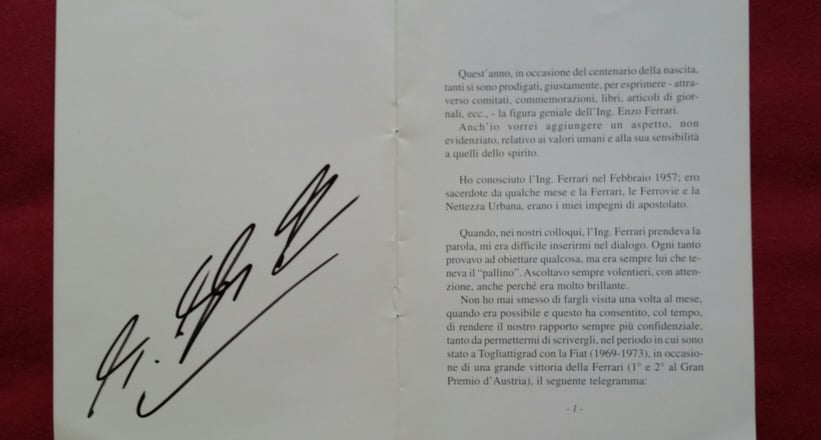 Quest'anno, in occasione del centenario della nascita,
tanti si sono prodigati, giustamente, per esprimere - attra-
verso comitati, commemorazioni, libri, articoli di gior-
nali, ecc., - la figura geniale dell'Ing. Enzo Ferrari.
Anch'io vorrei aggiungere un aspetto, non
evidenziato, relativo ai valori umani e alla sua sensibilità
a quelli dello spirito.
Ho conosciuto l'Ing. Ferrari nel Febbraio 1957; ero
sacerdote da qualche mese e la Ferrari, le Ferrovie e la
Nettezza Urbana, erano i miei impegni di apostolato.
Quando, nei nostri colloqui, l'Ing. Ferrari prendeva la
parola, mi era difficile inserirmi nel dialogo. Ogni tanto
provavo ad obiettare qualcosa, ma era sempre lui che te-
neva il “pallino”. Ascoltavo sempre volentieri, con atten-
zione, anche perché era molto brillante.
Non ho mai smesso di fargli visita una volta al mese,
quando era possibile e questo ha consentito, col tempo,
di rendere il nostro rapporto sempre più confidenziale,
tanto da permettermi di scrivergli, nel periodo in cui sono
stato a Togliattigrad con la Fiat (1969-1973), in occasio-
ne di una grande vittoria della Ferrari (1° e 2° al Gran
Premio d'Austria), il seguente telegramma:
- 1 -